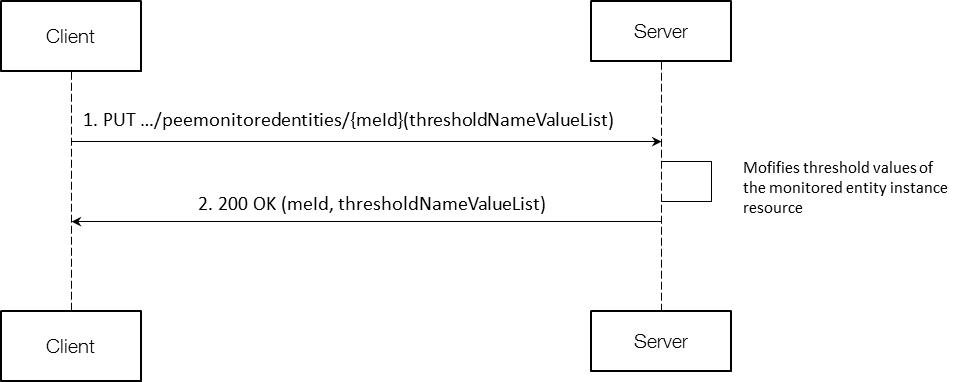 Client
Server
1. PUT .../peemonitoredentities/{meId}(thresholdNameValueList)
Mofifies threshold values of
the monitored entity instance
resource
2. 200 OK (meId, thresholdNameValueList)
Client
Server